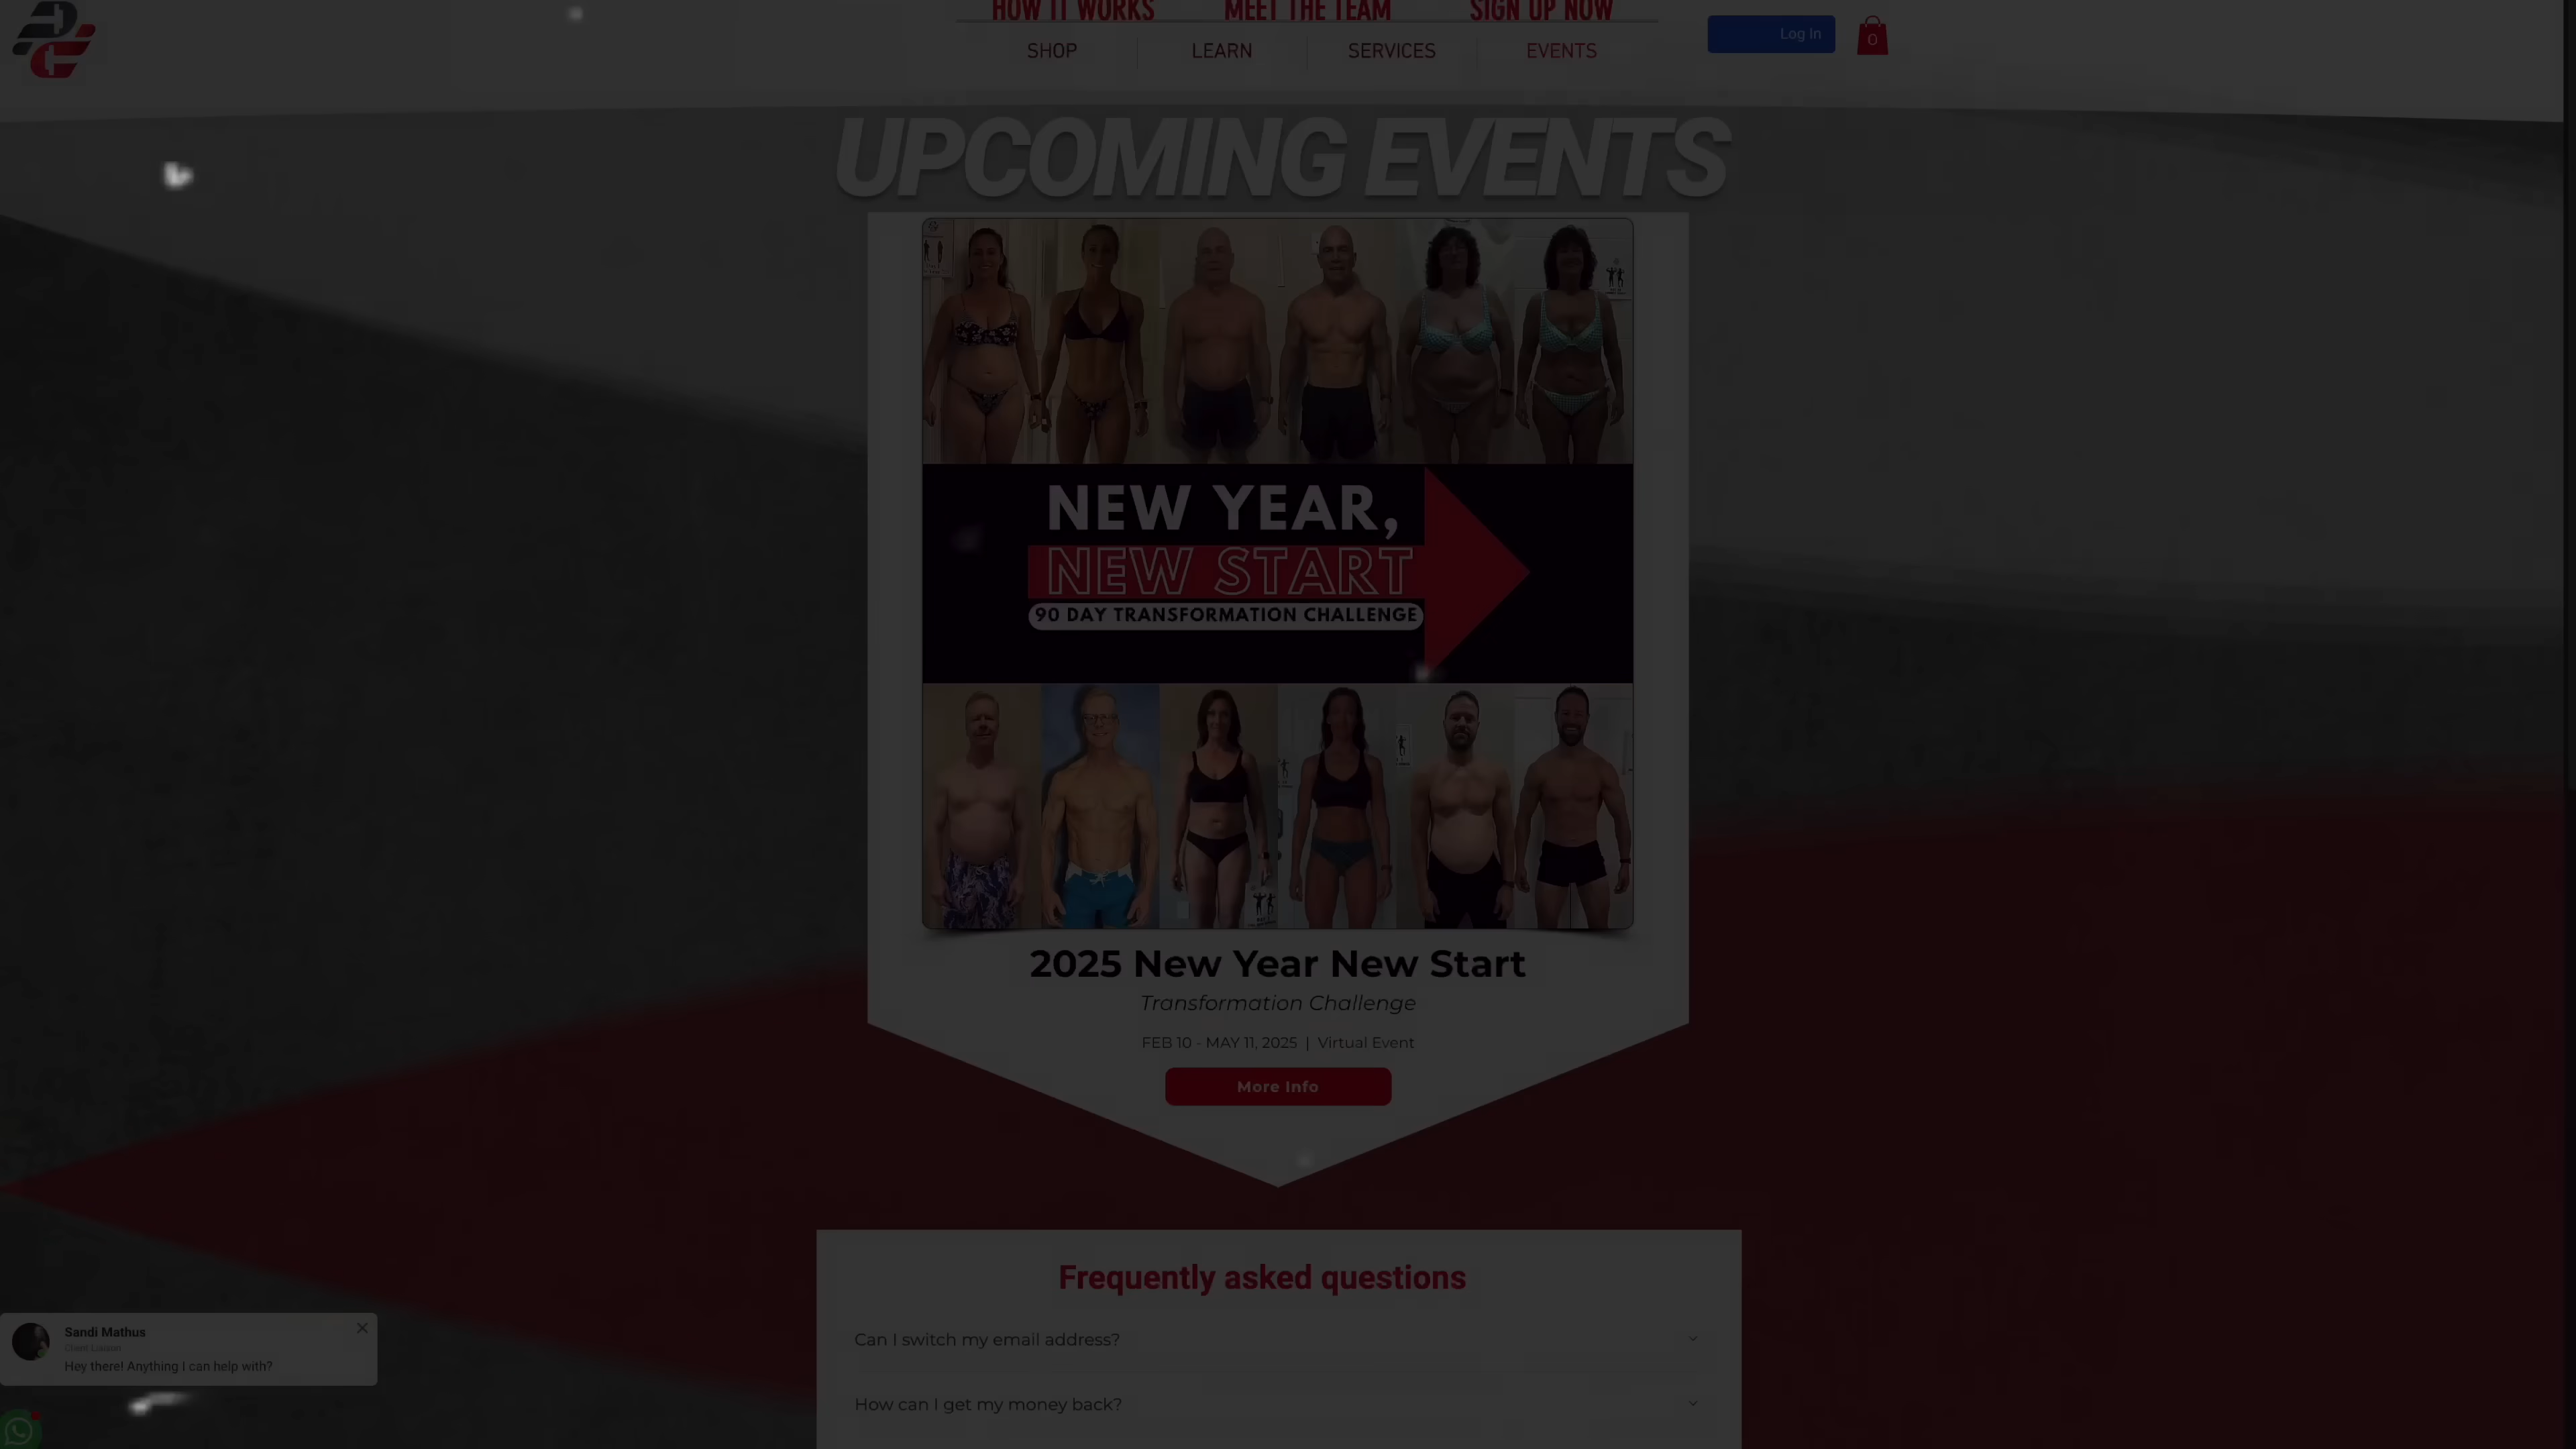 HOW IT WORKS MEET THE TEAM SIGN UP NOW
SHOP LEARN SERVICES EVENTS
Log In
0
UPCOMING EVENTS
NEW YEAR,
NEW START
90 DAY TRANSFORMATION CHALLENGE
2025 New Year New Start
Transformation Challenge
FEB 10 - MAY 11, 2025 | Virtual Event
More Info
Frequently asked questions
Can I switch my email address?
How can I get my money back?
Sandi Mathus
Client Liaison
Hey there! Anything I can help with?